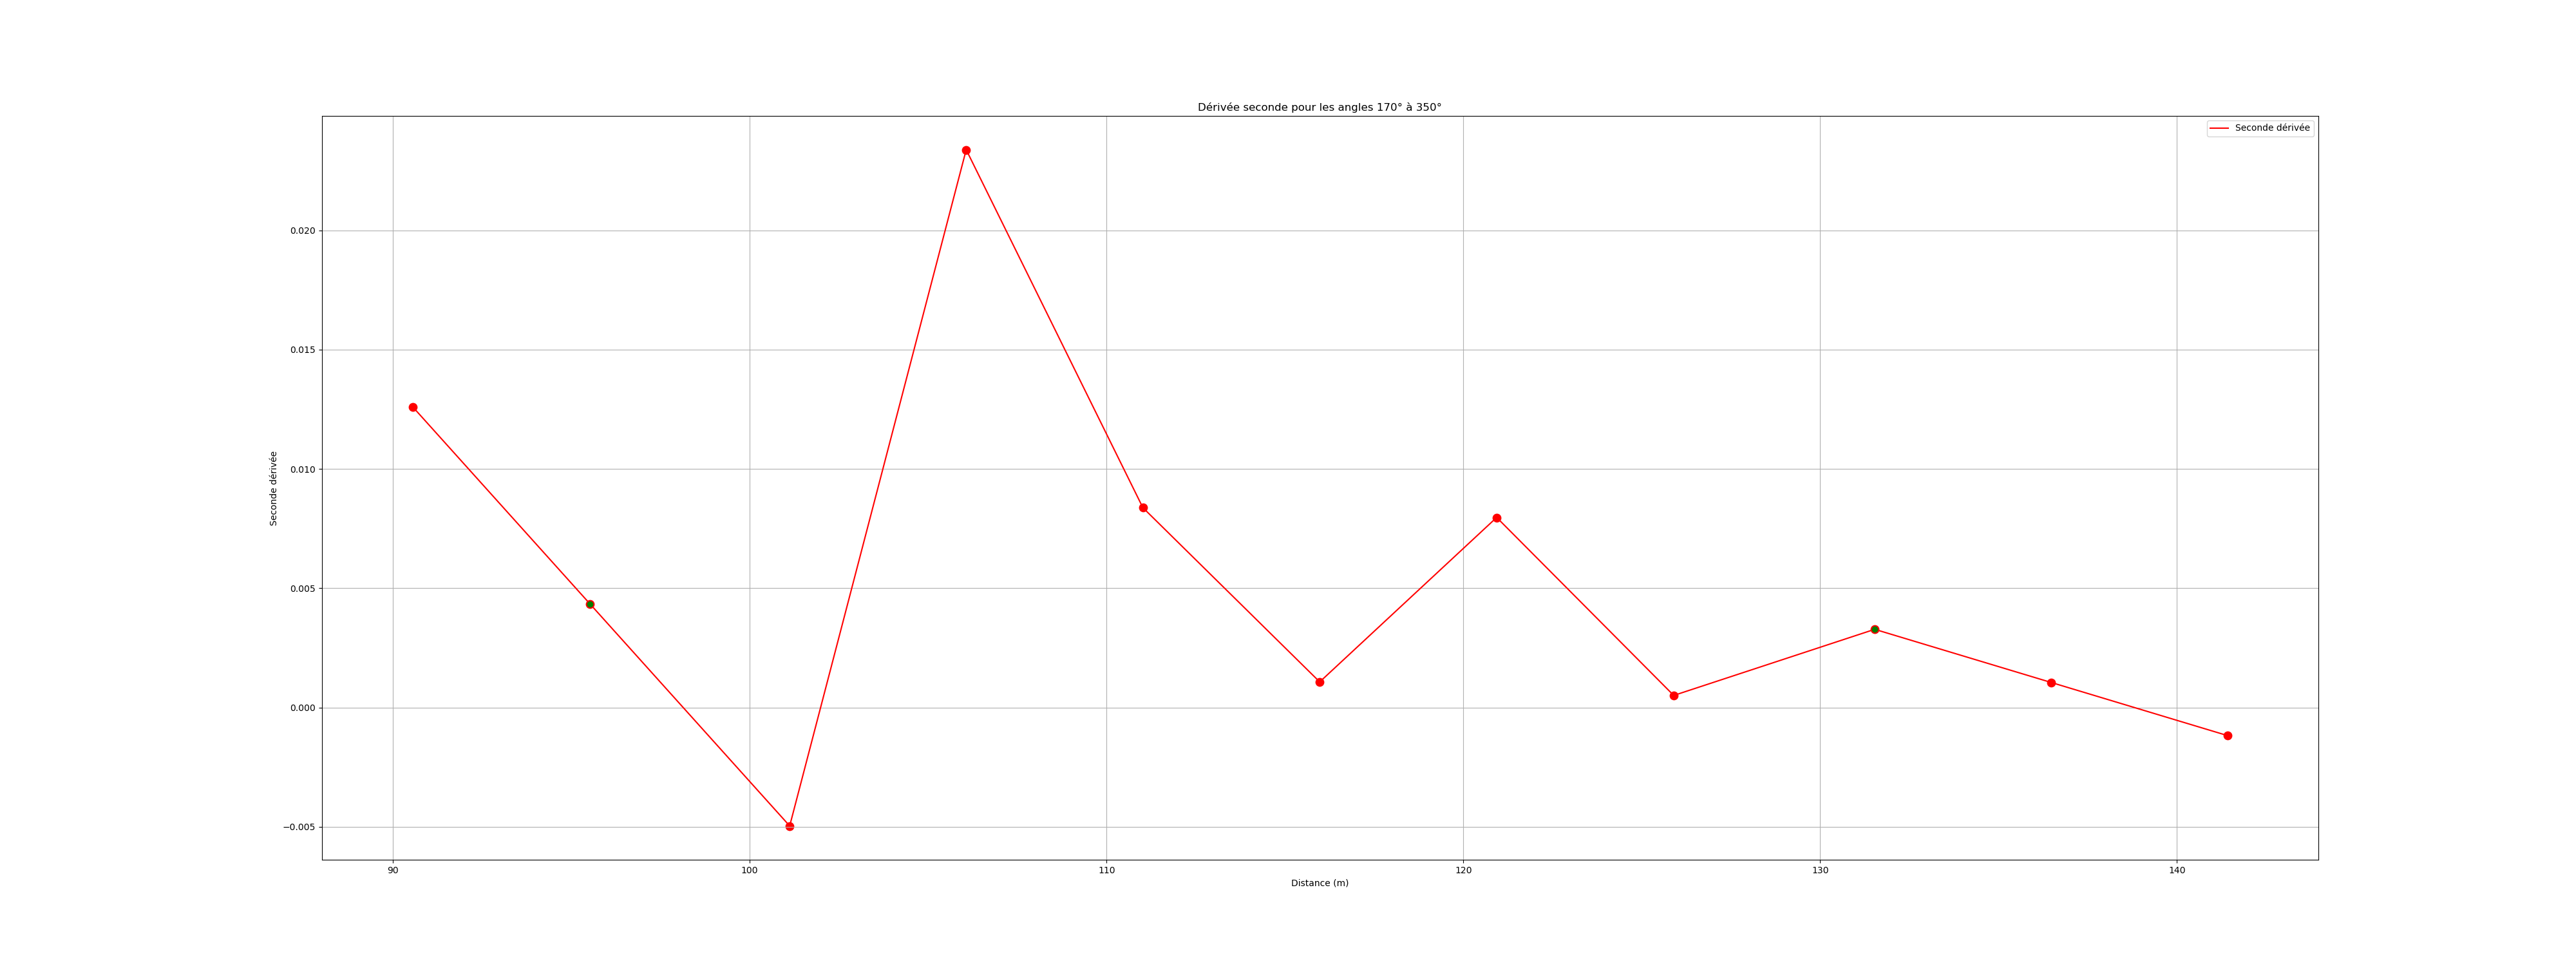 Dérivée seconde pour les angles 170° à 350°
Seconde dérivée
0.020
0.015
0.010
0.005
0.000
−0.005
Seconde dérivée
90 100 110 120 130 140
Distance (m)